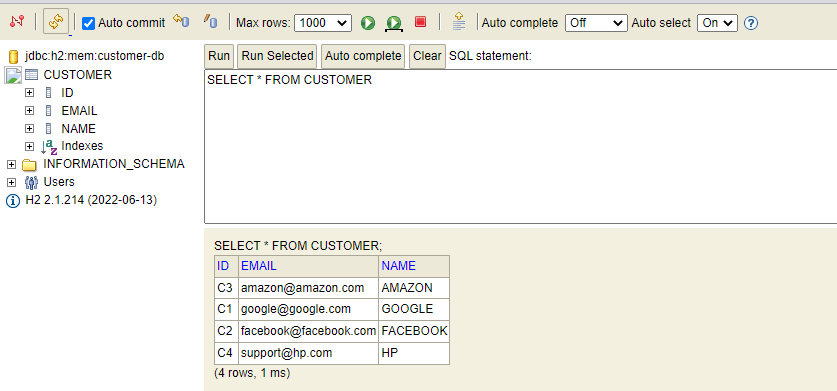 Auto commit Max rows: 1000 Auto complete Off Auto select On
jdbc:h2:mem:customer-db
CUSTOMER
ID
EMAIL
NAME
Indexes
INFORMATION_SCHEMA
Users
H2 2.1.214 (2022-06-13)
Run Run Selected Auto complete Clear SQL statement:
SELECT * FROM CUSTOMER
SELECT * FROM CUSTOMER;
ID EMAIL NAME
C3 amazon@amazon.com AMAZON
C1 google@google.com GOOGLE
C2 facebook@facebook.com FACEBOOK
C4 support@hp.com HP
(4 rows, 1 ms)